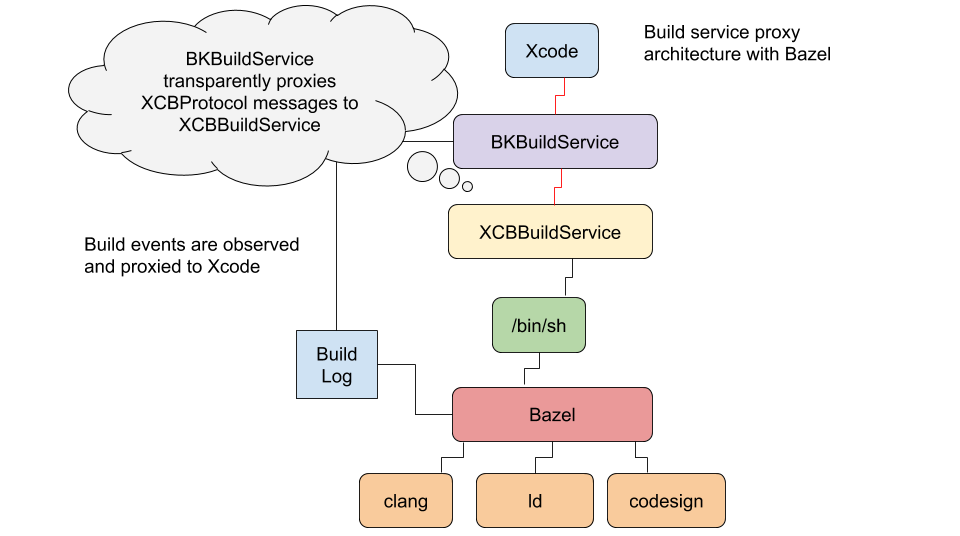 BKBuildService
transparently proxies
XCBProtocol messages to
XCBBuildService
Xcode
Build service proxy
architecture with Bazel
BKBuildService
XCBBuildService
Build events are observed
and proxied to Xcode
/bin/sh
Build
Log
Bazel
clang
ld
codesign